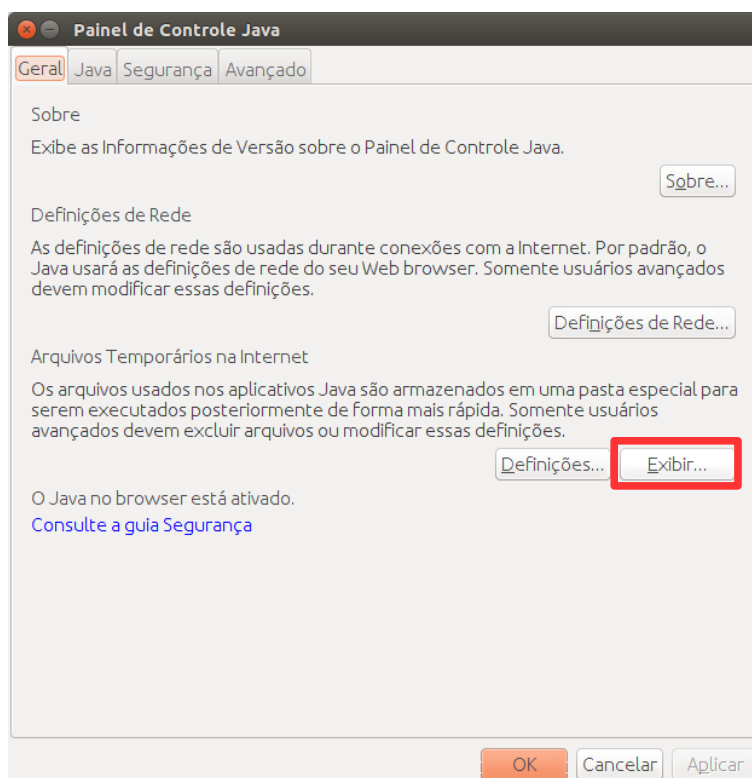 Painel de Controle Java
Geral Java Segurança Avançado
Sobre
Exibe as Informações de Versão sobre o Painel de Controle Java.
Sobre...
Definições de Rede
As definições de rede são usadas durante conexões com a Internet. Por padrão, o
Java usará as definições de rede do seu Web browser. Somente usuários avançados
devem modificar essas definições.
Definições de Rede...
Arquivos Temporários na Internet
Os arquivos usados nos aplicativos Java são armazenados em uma pasta especial para
serem executados posteriormente de forma mais rápida. Somente usuários
avançados devem excluir arquivos ou modificar essas definições.
Definições... Exibir...
O Java no browser está ativado.
Consulte a guia Segurança
OK Cancelar Aplicar